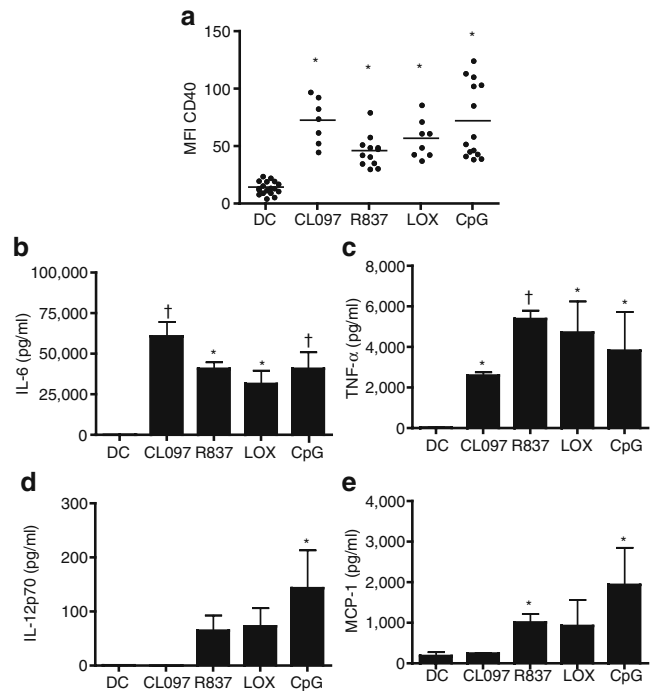 a
MFI CD40
150
100
50
0
* * * *
DC CL097 R837 LOX CpG
b
IL-6 (pg/ml)
100,000
75,000
50,000
25,000
0
† * * †
DC CL097 R837 LOX CpG
c
TNF-α (pg/ml)
8,000
6,000
4,000
2,000
0
* † * *
DC CL097 R837 LOX CpG
d
IL-12p70 (pg/ml)
300
200
100
0
*
DC CL097 R837 LOX CpG
e
MCP-1 (pg/ml)
4,000
3,000
2,000
1,000
0
* *
DC CL097 R837 LOX CpG